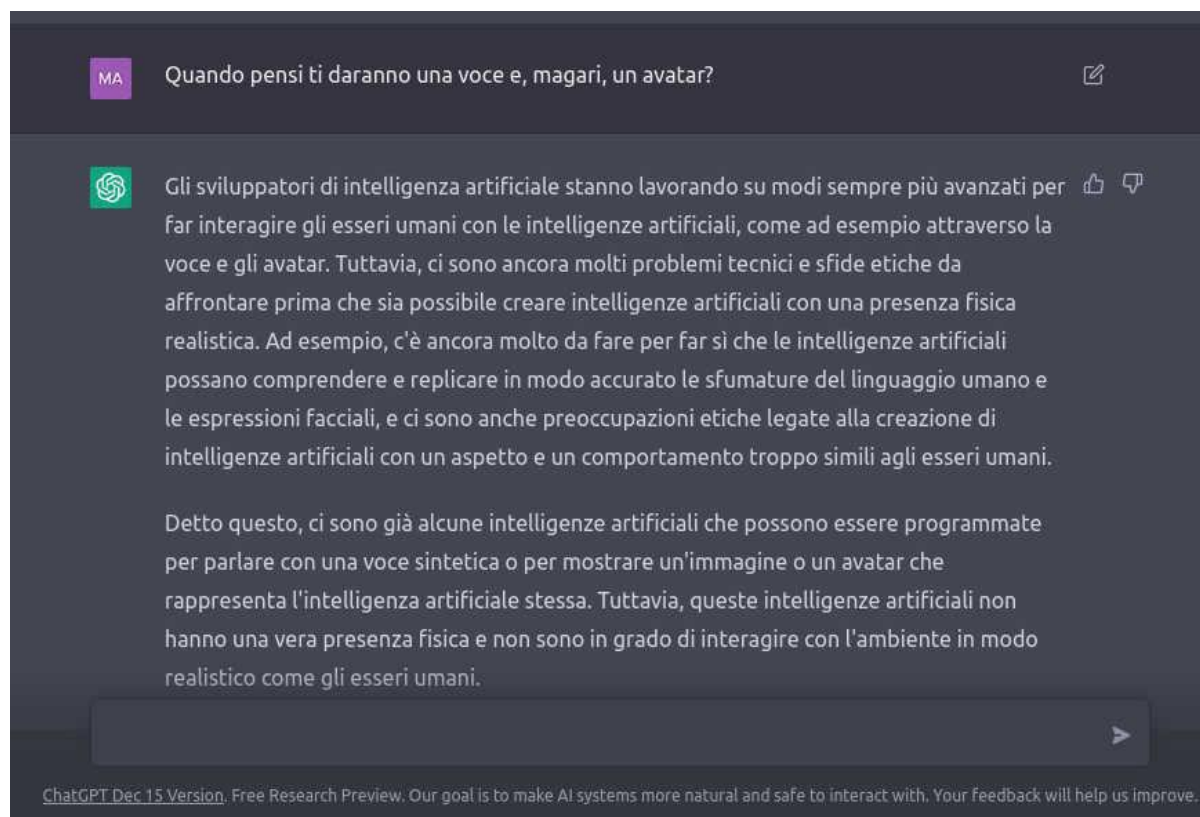 MA
Quando pensi ti daranno una voce e, magari, un avatar?
Gli sviluppatori di intelligenza artificiale stanno lavorando su modi sempre più avanzati per
far interagire gli esseri umani con le intelligenze artificiali, come ad esempio attraverso la
voce e gli avatar. Tuttavia, ci sono ancora molti problemi tecnici e sfide etiche da
affrontare prima che sia possibile creare intelligenze artificiali con una presenza fisica
realistica. Ad esempio, c'è ancora molto da fare per far sì che le intelligenze artificiali
possano comprendere e replicare in modo accurato le sfumature del linguaggio umano e
le espressioni facciali, e ci sono anche preoccupazioni etiche legate alla creazione di
intelligenze artificiali con un aspetto e un comportamento troppo simili agli esseri umani.
Detto questo, ci sono già alcune intelligenze artificiali che possono essere programmate
per parlare con una voce sintetica o per mostrare un'immagine o un avatar che
rappresenta l'intelligenza artificiale stessa. Tuttavia, queste intelligenze artificiali non
hanno una vera presenza fisica e non sono in grado di interagire con l'ambiente in modo
realistico come gli esseri umani.
ChatGPT Dec 15 Version. Free Research Preview. Our goal is to make AI systems more natural and safe to interact with. Your feedback will help us improve.